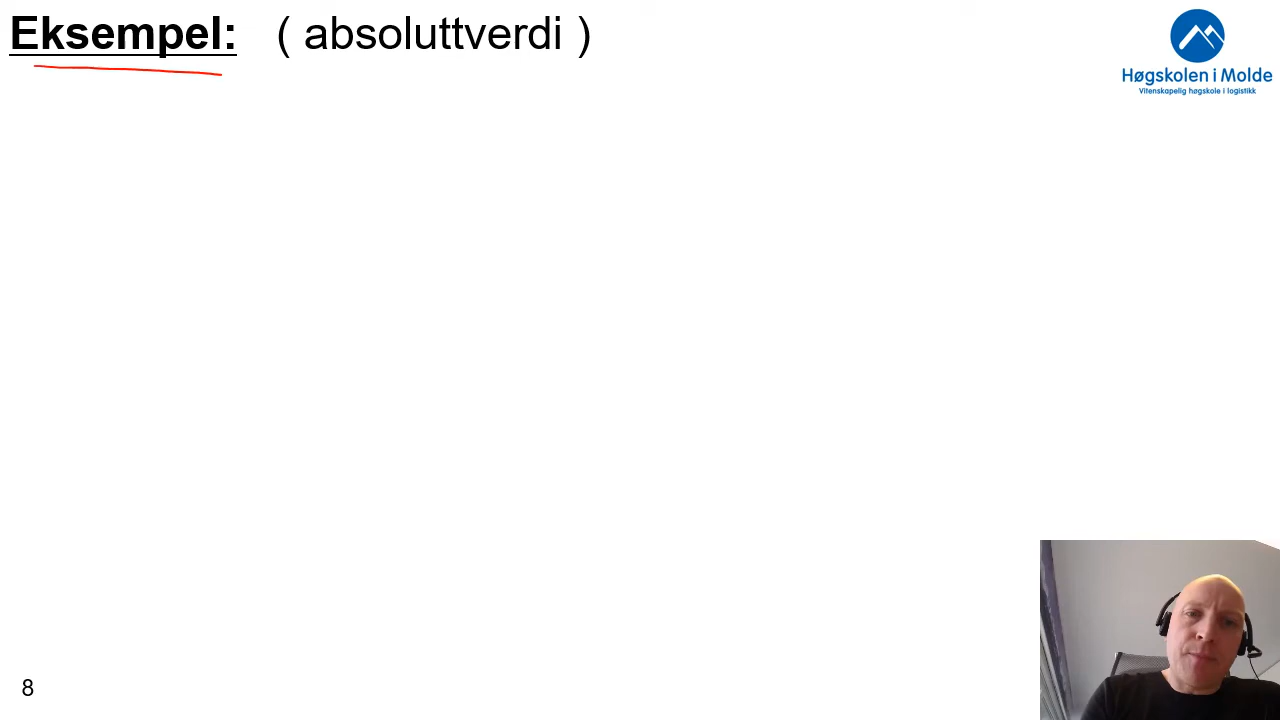 Eksempel: ( absoluttverdi )
Høgskolen i Molde
Vitenskapelig høgskole i logistikk
8